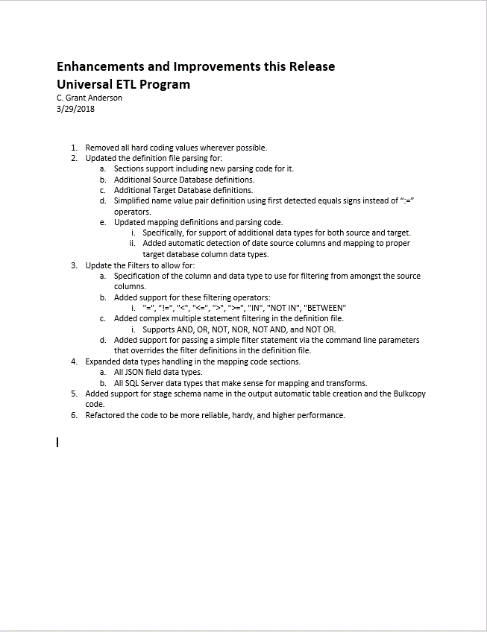 Enhancements and Improvements this Release
Universal ETL Program
C. Grant Anderson
3/29/2018
1. Removed all hard coding values wherever possible.
2. Updated the definition file parsing for:
a. Sections support including new parsing code for it.
b. Additional Source Database definitions.
c. Additional Target Database definitions.
d. Simplified name value pair definition using first detected equals signs instead of ":="
operators.
e. Updated mapping definitions and parsing code.
i. Specifically, for support of additional data types for both source and target.
ii. Added automatic detection of date source columns and mapping to proper
target database column data types.
3. Update the Filters to allow for:
a. Specification of the column and data type to use for filtering from amongst the source
columns.
b. Added support for these filtering operators:
i. "=", "!=", "<", "<=", ">", ">=", "IN", "NOT IN", "BETWEEN"
c. Added complex multiple statement filtering in the definition file.
i. Supports AND, OR, NOT, NOR, NOT AND, and NOT OR.
d. Added support for passing a simple filter statement via the command line parameters
that overrides the filter definitions in the definition file.
4. Expanded data types handling in the mapping code sections.
a. All JSON field data types.
b. All SQL Server data types that make sense for mapping and transforms.
5. Added support for stage schema name in the output automatic table creation and the Bulkcopy
code.
6. Refactored the code to be more reliable, hardy, and higher performance.